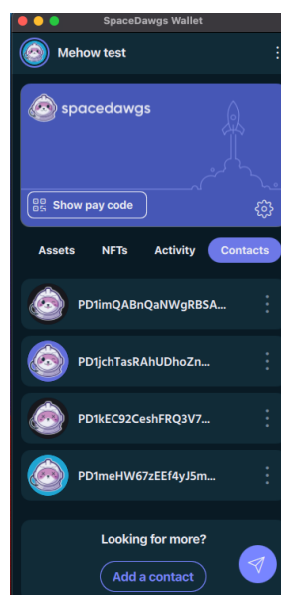 SpaceDawgs Wallet
Mehow test
spacedawgs
Show pay code
Assets NFTs Activity Contacts
PD1imQABnQaNWgRBSA...
PD1jchTasRAhUDhoZn...
PD1kEC92CeshFRQ3V7...
PD1meHW67zEEf4yJ5m...
Looking for more?
Add a contact